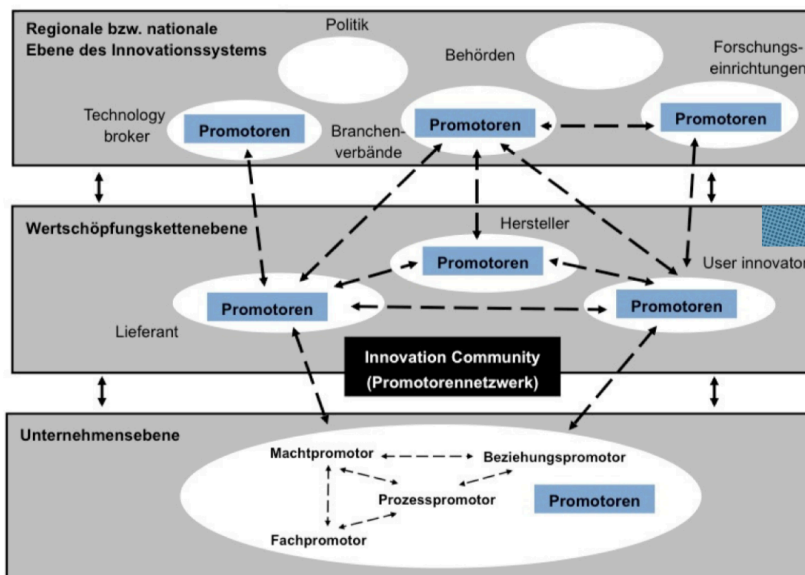 Regionale bzw. nationale
Ebene des Innovationssystems
Politik
Behörden
Forschungs-
einrichtungen
Technology
broker
Promotoren
Branchen-
verbände
Promotoren
Promotoren
Wertschöpfungskettenebene
Hersteller
Promotoren
User innovator
Promotoren
Promotoren
Lieferant
Innovation Community
(Promotorennetzwerk)
Unternehmensebene
Machtpromotor
Beziehungspromotor
Prozesspromotor
Promotoren
Fachpromotor